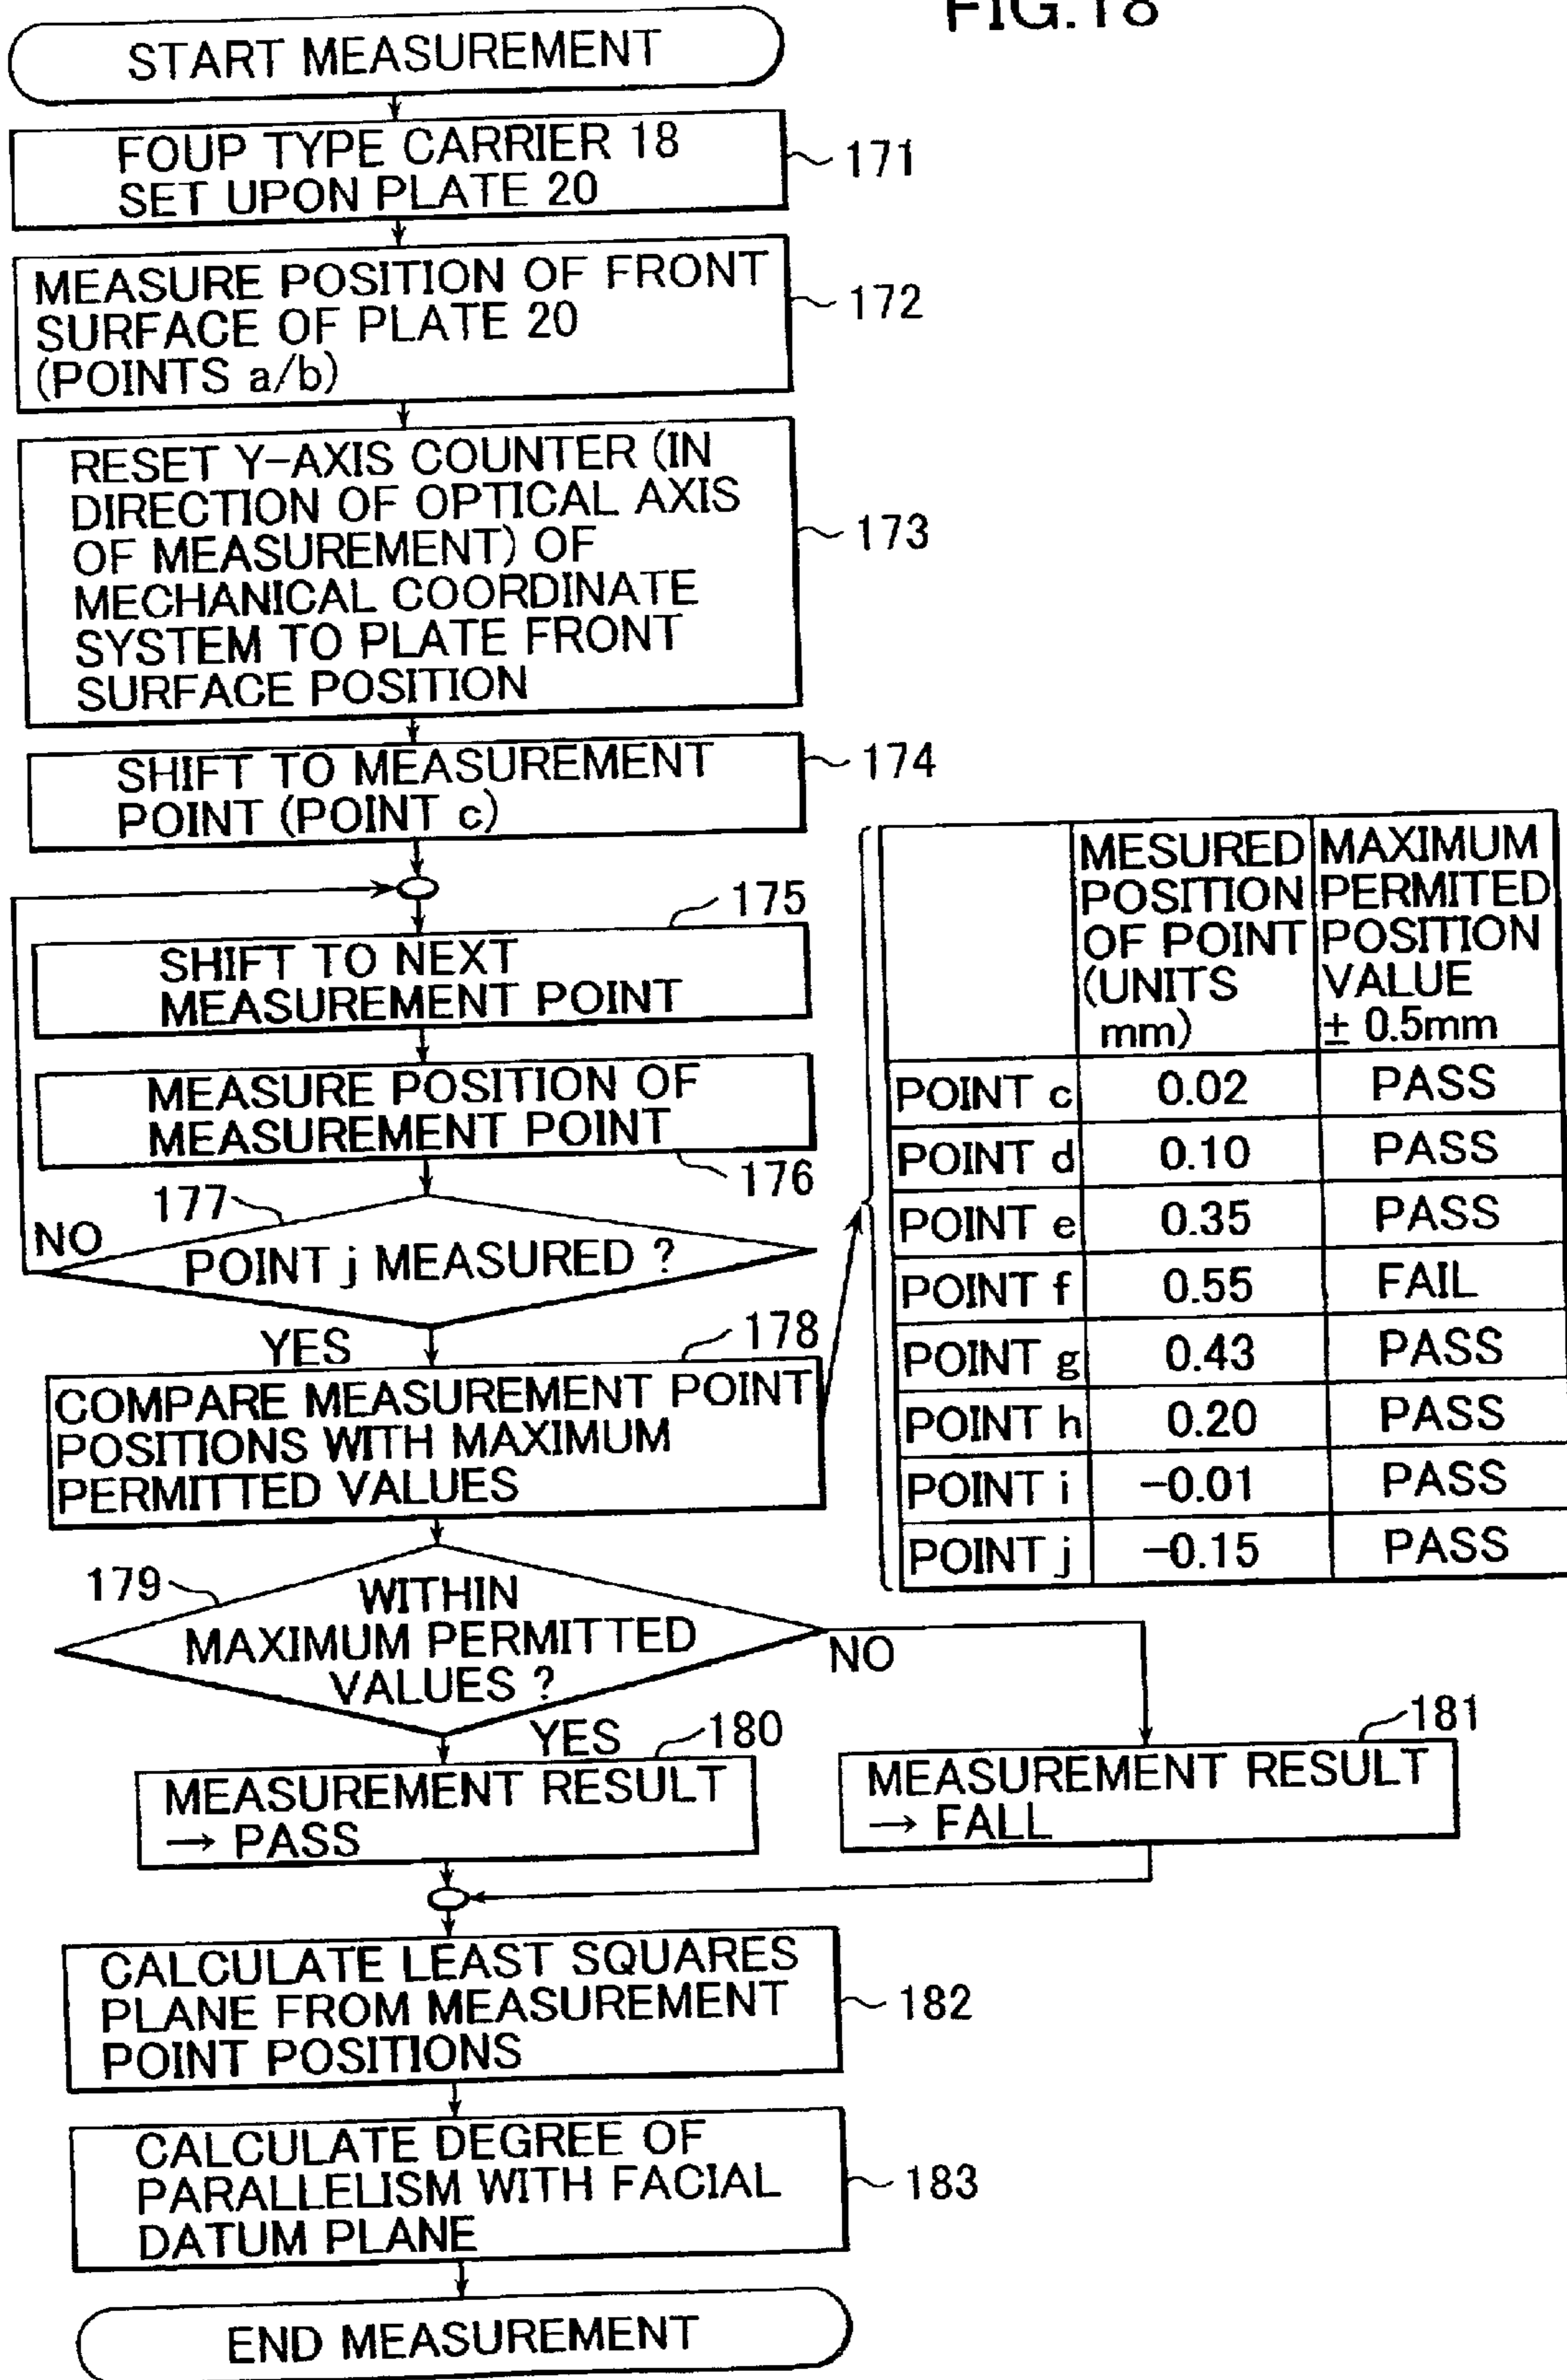 FIG.18
START MEASUREMENT
FOUP TYPE CARRIER 18
SET UPON PLATE 20
171
MEASURE POSITION OF FRONT
SURFACE OF PLATE 20
(POINTS a/b)
172
RESET Y-AXIS COUNTER (IN
DIRECTION OF OPTICAL AXIS
OF MEASUREMENT) OF
MECHANICAL COORDINATE
SYSTEM TO PLATE FRONT
SURFACE POSITION
173
SHIFT TO MEASUREMENT
POINT (POINT c)
174
175
SHIFT TO NEXT
MEASUREMENT POINT
MEASURE POSITION OF
MEASUREMENT POINT
176
177
NO
POINT j MEASURED ?
YES
178
COMPARE MEASUREMENT POINT
POSITIONS WITH MAXIMUM
PERMITTED VALUES
MESURED
POSITION
OF POINT
(UNITS
mm)
MAXIMUM
PERMITED
POSITION
VALUE
± 0.5mm
POINT c 0.02 PASS
POINT d 0.10 PASS
POINT e 0.35 PASS
POINT f 0.55 FAIL
POINT g 0.43 PASS
POINT h 0.20 PASS
POINT i -0.01 PASS
POINT j -0.15 PASS
179
WITHIN
MAXIMUM PERMITTED
VALUES ?
NO
YES
180
MEASUREMENT RESULT
→ PASS
181
MEASUREMENT RESULT
→ FALL
CALCULATE LEAST SQUARES
PLANE FROM MEASUREMENT
POINT POSITIONS
182
CALCULATE DEGREE OF
PARALLELISM WITH FACIAL
DATUM PLANE
183
END MEASUREMENT